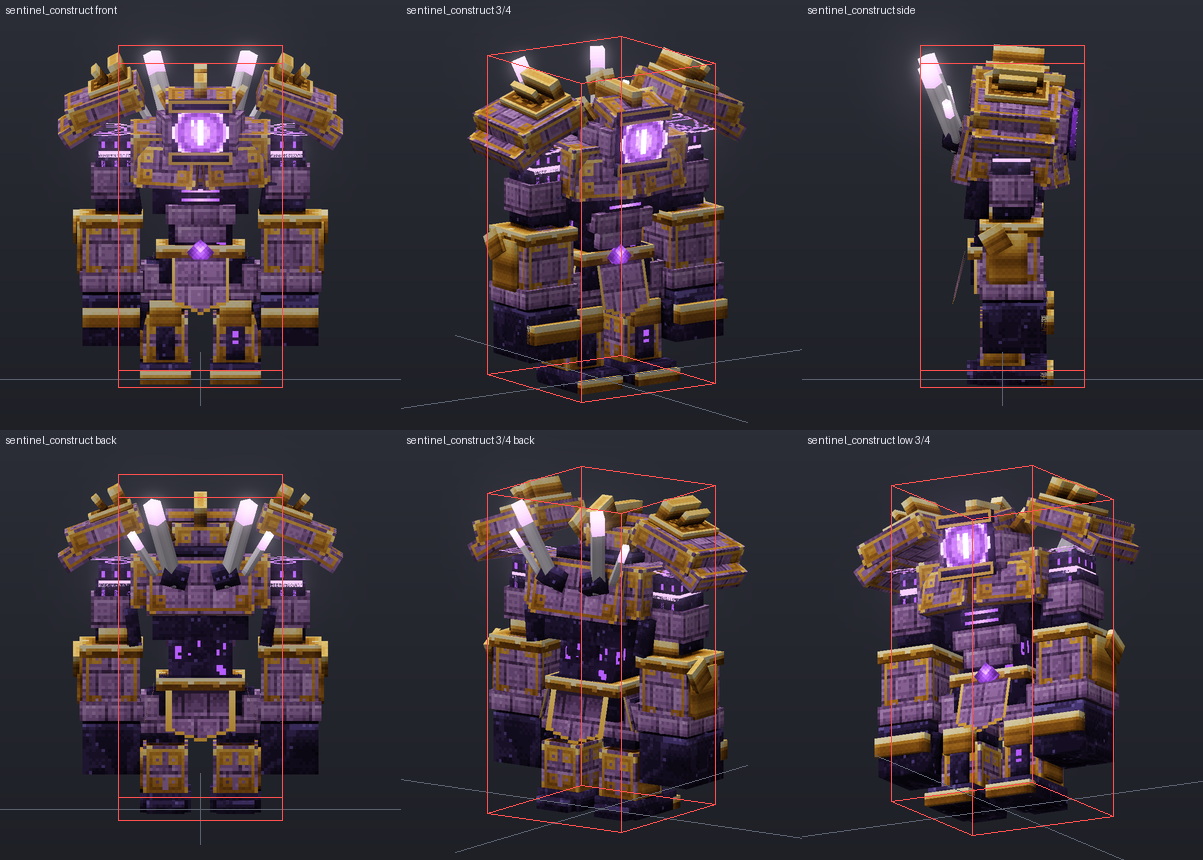 sentinel_construct front
sentinel_construct 3/4
sentinel_construct side
sentinel_construct back
sentinel_construct 3/4 back
sentinel_construct low 3/4